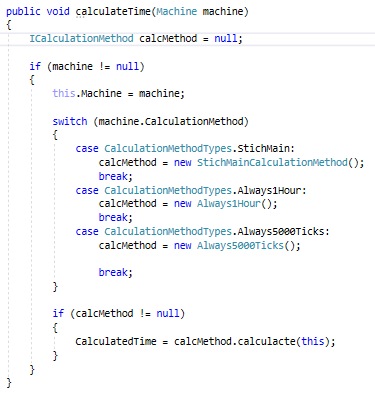 public void calculateTime(Machine machine)
{
    ICalculationMethod calcMethod = null;

    if (machine != null)
    {
        this.Machine = machine;

        switch (machine.CalculationMethod)
        {
            case CalculationMethodTypes.StichMain:
                calcMethod = new StichMainCalculationMethod();
                break;
            case CalculationMethodTypes.Always1Hour:
                calcMethod = new Always1Hour();
                break;
            case CalculationMethodTypes.Always5000Ticks:
                calcMethod = new Always5000Ticks();

                break;
        }

        if (calcMethod != null)
        {
            CalculatedTime = calcMethod.calculacte(this);
        }
    }
}